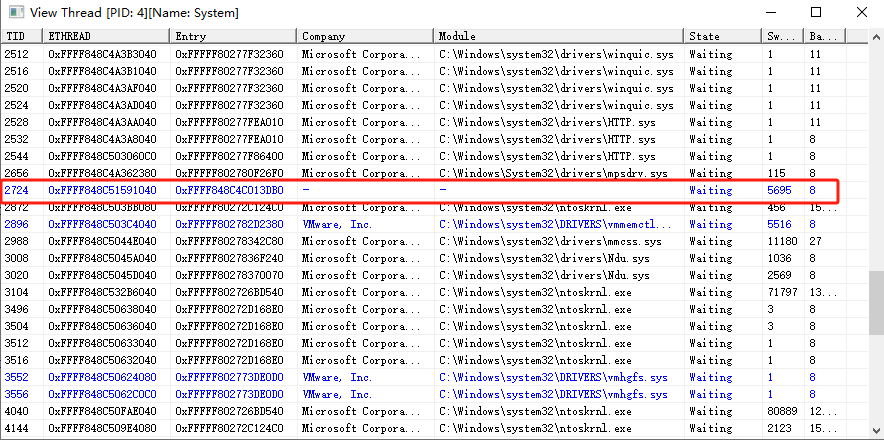 View Thread [PID: 4][Name: System]
TID ETHREAD Entry Company Module State Sw... Ba...
2512 0xFFFF848C4A3B3040 0xFFFFF80277F32360 Microsoft Corpora... C:\Windows\system32\drivers\winquic.sys Waiting 1 11
2516 0xFFFF848C4A3B1040 0xFFFFF80277F32360 Microsoft Corpora... C:\Windows\system32\drivers\winquic.sys Waiting 1 11
2520 0xFFFF848C4A3AF040 0xFFFFF80277F32360 Microsoft Corpora... C:\Windows\system32\drivers\winquic.sys Waiting 1 11
2524 0xFFFF848C4A3AD040 0xFFFFF80277F32360 Microsoft Corpora... C:\Windows\system32\drivers\winquic.sys Waiting 1 11
2528 0xFFFF848C4A3AA040 0xFFFFF80277FEA010 Microsoft Corpora... C:\Windows\system32\drivers\HTTP.sys Waiting 1 11
2532 0xFFFF848C4A3A8040 0xFFFFF80277FEA010 Microsoft Corpora... C:\Windows\system32\drivers\HTTP.sys Waiting 1 8
2544 0xFFFF848C503060C0 0xFFFFF80277F86400 Microsoft Corpora... C:\Windows\system32\drivers\HTTP.sys Waiting 1 8
2656 0xFFFF848C4A362380 0xFFFFF802780F26F0 Microsoft Corpora... C:\Windows\System32\drivers\mpsdrv.sys Waiting 115 8
2724 0xFFFF848C51591040 0xFFFF848C4C013DB0 - - Waiting 5695 8
2872 0xFFFF848C503BB080 0xFFFFF80272C124C0 Microsoft Corpora... C:\Windows\system32\ntoskrnl.exe Waiting 456 15...
2896 0xFFFF848C503C4040 0xFFFFF802782D2380 VMware, Inc. C:\Windows\system32\DRIVERS\vmmemctl... Waiting 5516 8
2988 0xFFFF848C5044E040 0xFFFFF80278342C80 Microsoft Corpora... C:\Windows\system32\drivers\mmcss.sys Waiting 11180 27
3008 0xFFFF848C5045A040 0xFFFFF8027836F240 Microsoft Corpora... C:\Windows\system32\drivers\Ndu.sys Waiting 1036 8
3020 0xFFFF848C5045D040 0xFFFFF80278370070 Microsoft Corpora... C:\Windows\system32\drivers\Ndu.sys Waiting 2569 8
3104 0xFFFF848C532B6040 0xFFFFF802726BD540 Microsoft Corpora... C:\Windows\system32\ntoskrnl.exe Waiting 71797 13...
3496 0xFFFF848C50638040 0xFFFFF80272D168E0 Microsoft Corpora... C:\Windows\system32\ntoskrnl.exe Waiting 3 8
3504 0xFFFF848C50636040 0xFFFFF80272D168E0 Microsoft Corpora... C:\Windows\system32\ntoskrnl.exe Waiting 3 8
3512 0xFFFF848C50633040 0xFFFFF80272D168E0 Microsoft Corpora... C:\Windows\system32\ntoskrnl.exe Waiting 1 8
3516 0xFFFF848C50632040 0xFFFFF80272D168E0 Microsoft Corpora... C:\Windows\system32\ntoskrnl.exe Waiting 1 8
3552 0xFFFF848C50624080 0xFFFFF802773DE0D0 VMware, Inc. C:\Windows\system32\DRIVERS\vmhgfs.sys Waiting 1 8
3556 0xFFFF848C5062C0C0 0xFFFFF802773DE0D0 VMware, Inc. C:\Windows\system32\DRIVERS\vmhgfs.sys Waiting 1 8
4040 0xFFFF848C50FAE040 0xFFFFF802726BD540 Microsoft Corpora... C:\Windows\system32\ntoskrnl.exe Waiting 80889 12...
4144 0xFFFF848C509E4080 0xFFFFF80272C124C0 Microsoft Corpora... C:\Windows\system32\ntoskrnl.exe Waiting 2123 15...